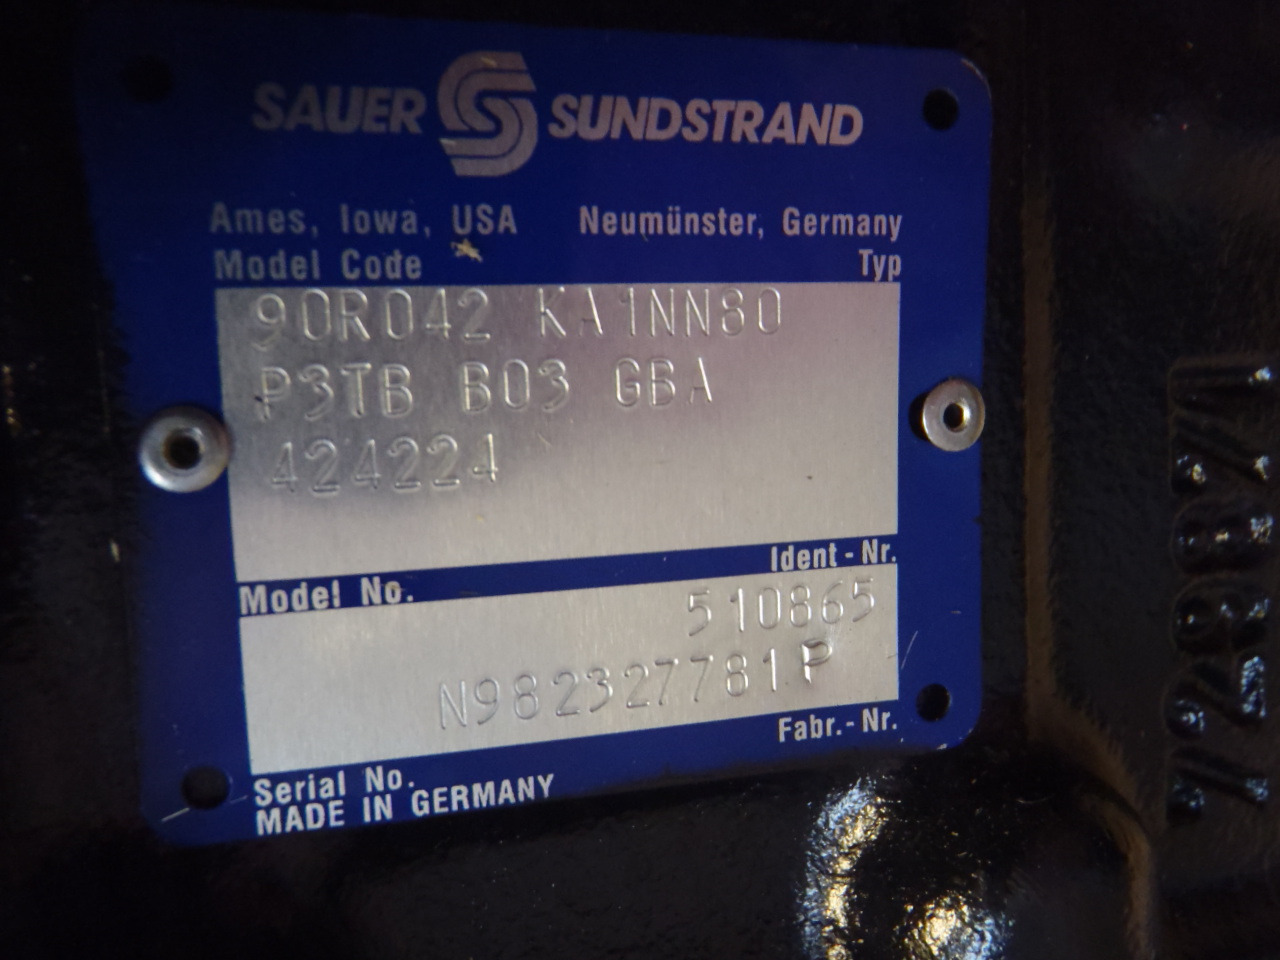 SAUER SUNDSTRAND
Ames, Iowa, USA Neumünster, Germany
Model Code Typ
90R042 KA1NN80
P3TB B03 GBA
424224
Model No. Ident-Nr.
510865
N982327781P
Serial No. Fabr.-Nr.
MADE IN GERMANY